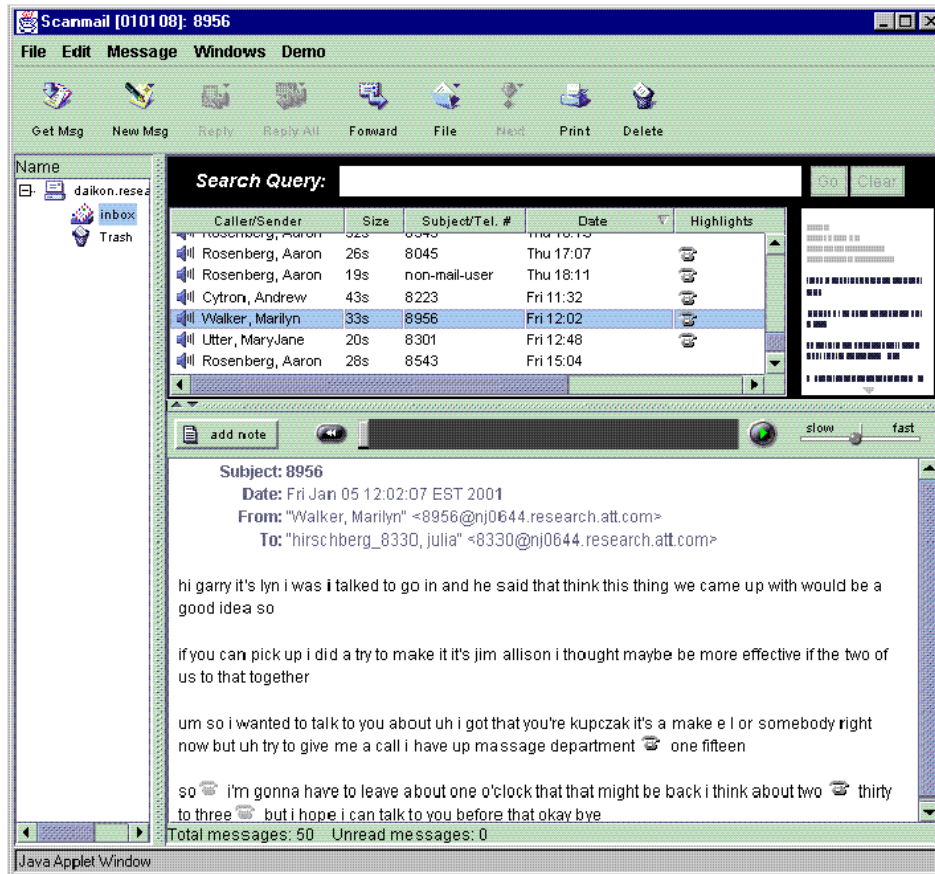 Scanmail [010108]: 8956
File Edit Message Windows Demo
Get Msg New Msg Reply Reply All Forward File Next Print Delete
Name
daikon.resea
inbox
Trash
Search Query: Go Clear
Caller/Sender Size Subject/Tel. # Date Highlights
Rosenberg, Aaron
Rosenberg, Aaron 26s 8045 Thu 17:07
Rosenberg, Aaron 19s non-mail-user Thu 18:11
Cytron, Andrew 43s 8223 Fri 11:32
Walker, Marilyn 33s 8956 Fri 12:02
Utter, MaryJane 20s 8301 Fri 12:48
Rosenberg, Aaron 28s 8543 Fri 15:04
add note slow fast
Subject: 8956
Date: Fri Jan 05 12:02:07 EST 2001
From: "Walker, Marilyn" <8956@nj0644.research.att.com>
To: "hirschberg_8330, julia" <8330@nj0644.research.att.com>
hi garry it's lyn i was i talked to go in and he said that think this thing we came up with would be a
good idea so
if you can pick up i did a try to make it it's jim allison i thought maybe be more effective if the two of
us to that together
um so i wanted to talk to you about uh i got that you're kupczak it's a make e l or somebody right
now but uh try to give me a call i have up massage department one fifteen
so i'm gonna have to leave about one o'clock that that might be back i think about two thirty
to three but i hope i can talk to you before that okay bye
Total messages: 50 Unread messages: 0
Java Applet Window